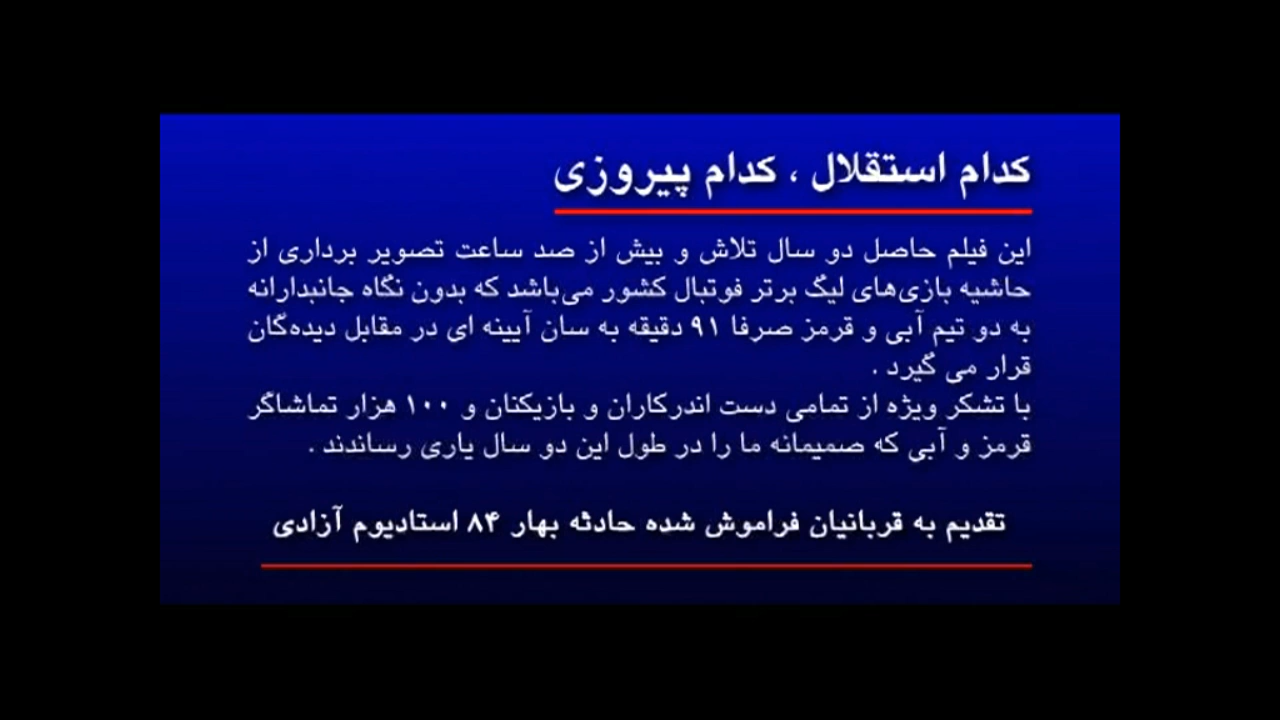 کدام استقلال ، کدام پیروزی
این فیلم حاصل دو سال تلاش و بیش از صد ساعت تصویر برداری از
حاشیه بازی‌های لیگ برتر فوتبال کشور می‌باشد که بدون نگاه جانبدارانه
به دو تیم آبی و قرمز صرفا ۹۱ دقیقه به سان آیینه ای در مقابل دیده‌گان
قرار می گیرد .
با تشکر ویژه از تمامی دست اندرکاران و بازیکنان و ۱۰۰ هزار تماشاگر
قرمز و آبی که صمیمانه ما را در طول این دو سال یاری رساندند .
تقدیم به قربانیان فراموش شده حادثه بهار ۸۴ استادیوم آزادی